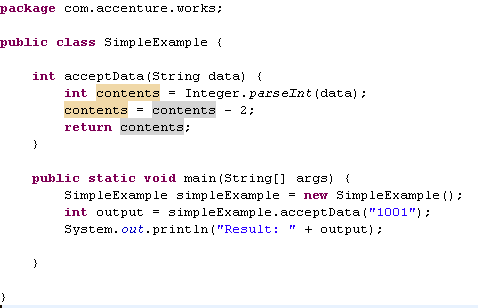 package com.accenture.works;
public class SimpleExample {
int acceptData(String data) {
int contents = Integer.parseInt(data);
contents = contents - 2;
return contents;
}
public static void main(String[] args) {
SimpleExample simpleExample = new SimpleExample();
int output = simpleExample.acceptData("1001");
System.out.println("Result: " + output);
}
}